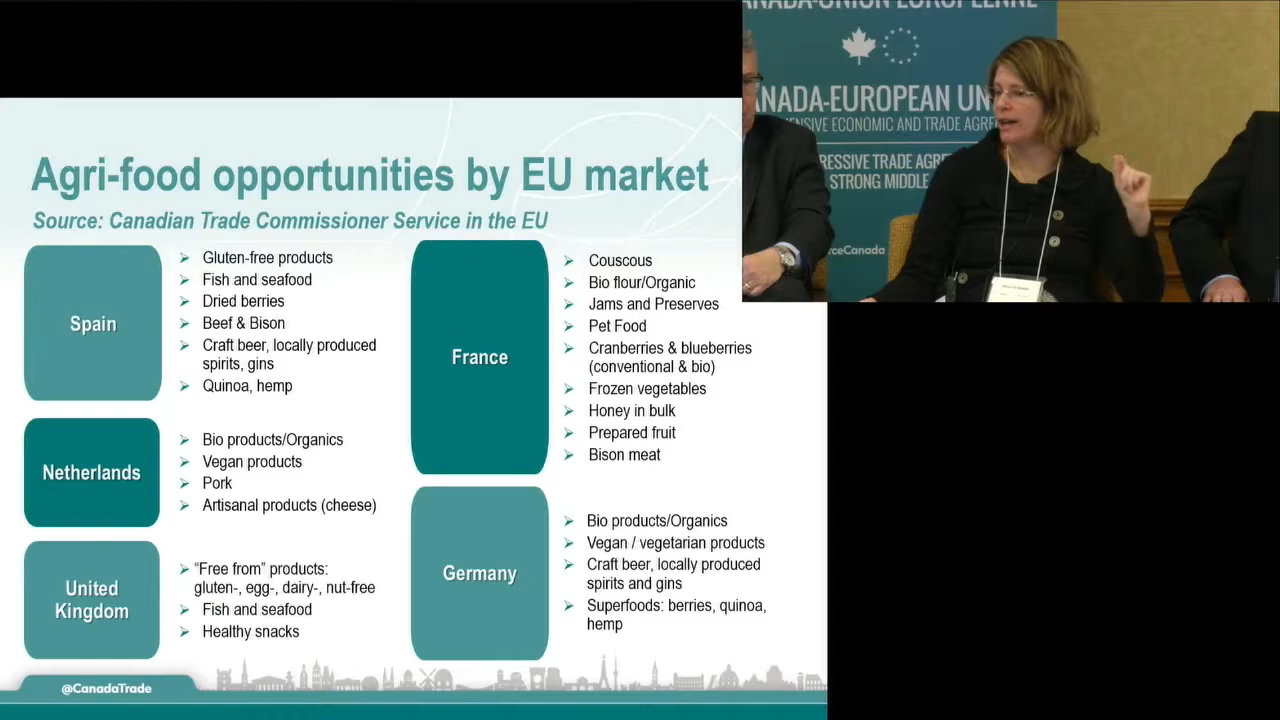 Agri-food opportunities by EU market
Source: Canadian Trade Commissioner Service in the EU
Spain
Gluten-free products
Fish and seafood
Dried berries
Beef & Bison
Craft beer, locally produced
spirits, gins
Quinoa, hemp
Netherlands
Bio products/Organics
Vegan products
Pork
Artisanal products (cheese)
United
Kingdom
“Free from” products:
gluten-, egg-, dairy-, nut-free
Fish and seafood
Healthy snacks
France
Couscous
Bio flour/Organic
Jams and Preserves
Pet Food
Cranberries & blueberries
(conventional & bio)
Frozen vegetables
Honey in bulk
Prepared fruit
Bison meat
Germany
Bio products/Organics
Vegan / vegetarian products
Craft beer, locally produced
spirits and gins
Superfoods: berries, quinoa,
hemp
@CanadaTrade
ANADA-UNION EUROPÉENNE
ANADA-EUROPEAN UN
ENSIVE ECONOMIC AND TRADE AGRE
RESSIVE TRADE AGRE
STRONG MIDDLE
rceCanada